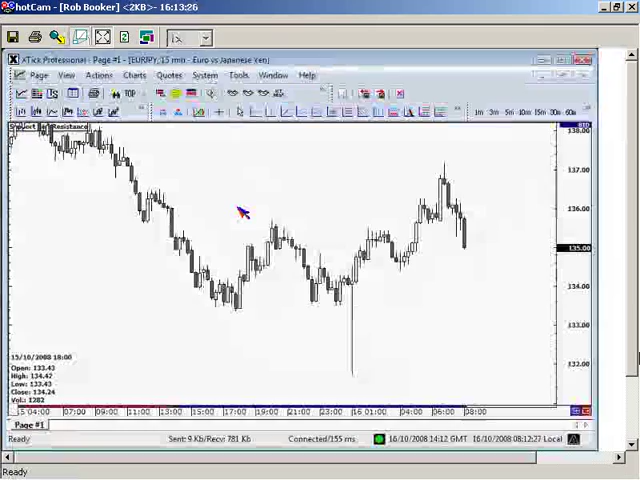 hotCam - [Rob Booker] <2KB> - 16:13:26
XTick Professional : Page #1 - [EURJPY, 15 min - Euro vs Japanese Yen]
Page View Actions Charts Quotes System Tools Window Help
TOP
1m 3m 5m 10m 15m 20m 60m
Resistance
138.00
137.00
136.00
135.00
134.00
133.00
132.00
15/10/2008 18:00
Open: 133.43
High: 134.42
Low: 133.43
Close: 134.24
Vol: 1282
15 04:00 07:00 09:00 11:00 13:00 15:00 17:00 19:00 21:00 23:00 16 01:00 04:00 06:00 08:00
Page #1
Ready Sent: 9 Kb/Recv: 781 Kb Connected/155 ms 16/10/2008 14:12 GMT 16/10/2008 08:12:27 Local
Ready